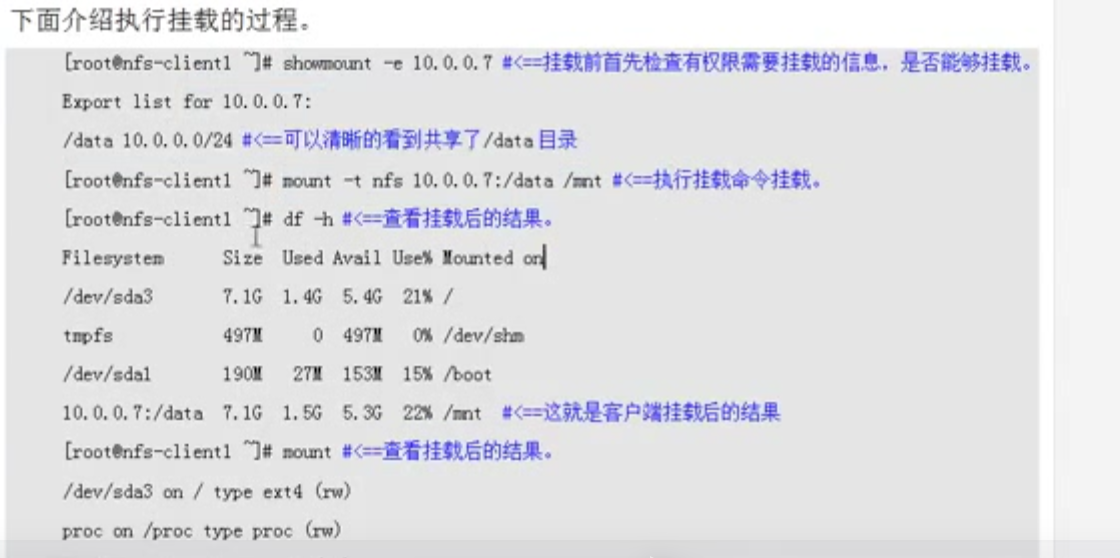 下面介绍执行挂载的过程。
[root@nfs-client1 ~]# showmount -e 10.0.0.7 #<==挂载前首先检查有权限需要挂载的信息，是否能够挂载。
Export list for 10.0.0.7:
/data 10.0.0.0/24 #<==可以清晰的看到共享了/data目录
[root@nfs-client1 ~]# mount -t nfs 10.0.0.7:/data /mnt #<==执行挂载命令挂载。
[root@nfs-client1 ~]# df -h #<==查看挂载后的结果。
Filesystem Size Used Avail Use% Mounted on
/dev/sda3 7.1G 1.4G 5.4G 21% /
tmpfs 497M 0 497M 0% /dev/shm
/dev/sda1 190M 27M 153M 15% /boot
10.0.0.7:/data 7.1G 1.5G 5.3G 22% /mnt #<==这就是客户端挂载后的结果
[root@nfs-client1 ~]# mount #<==查看挂载后的结果。
/dev/sda3 on / type ext4 (rw)
proc on /proc type proc (rw)